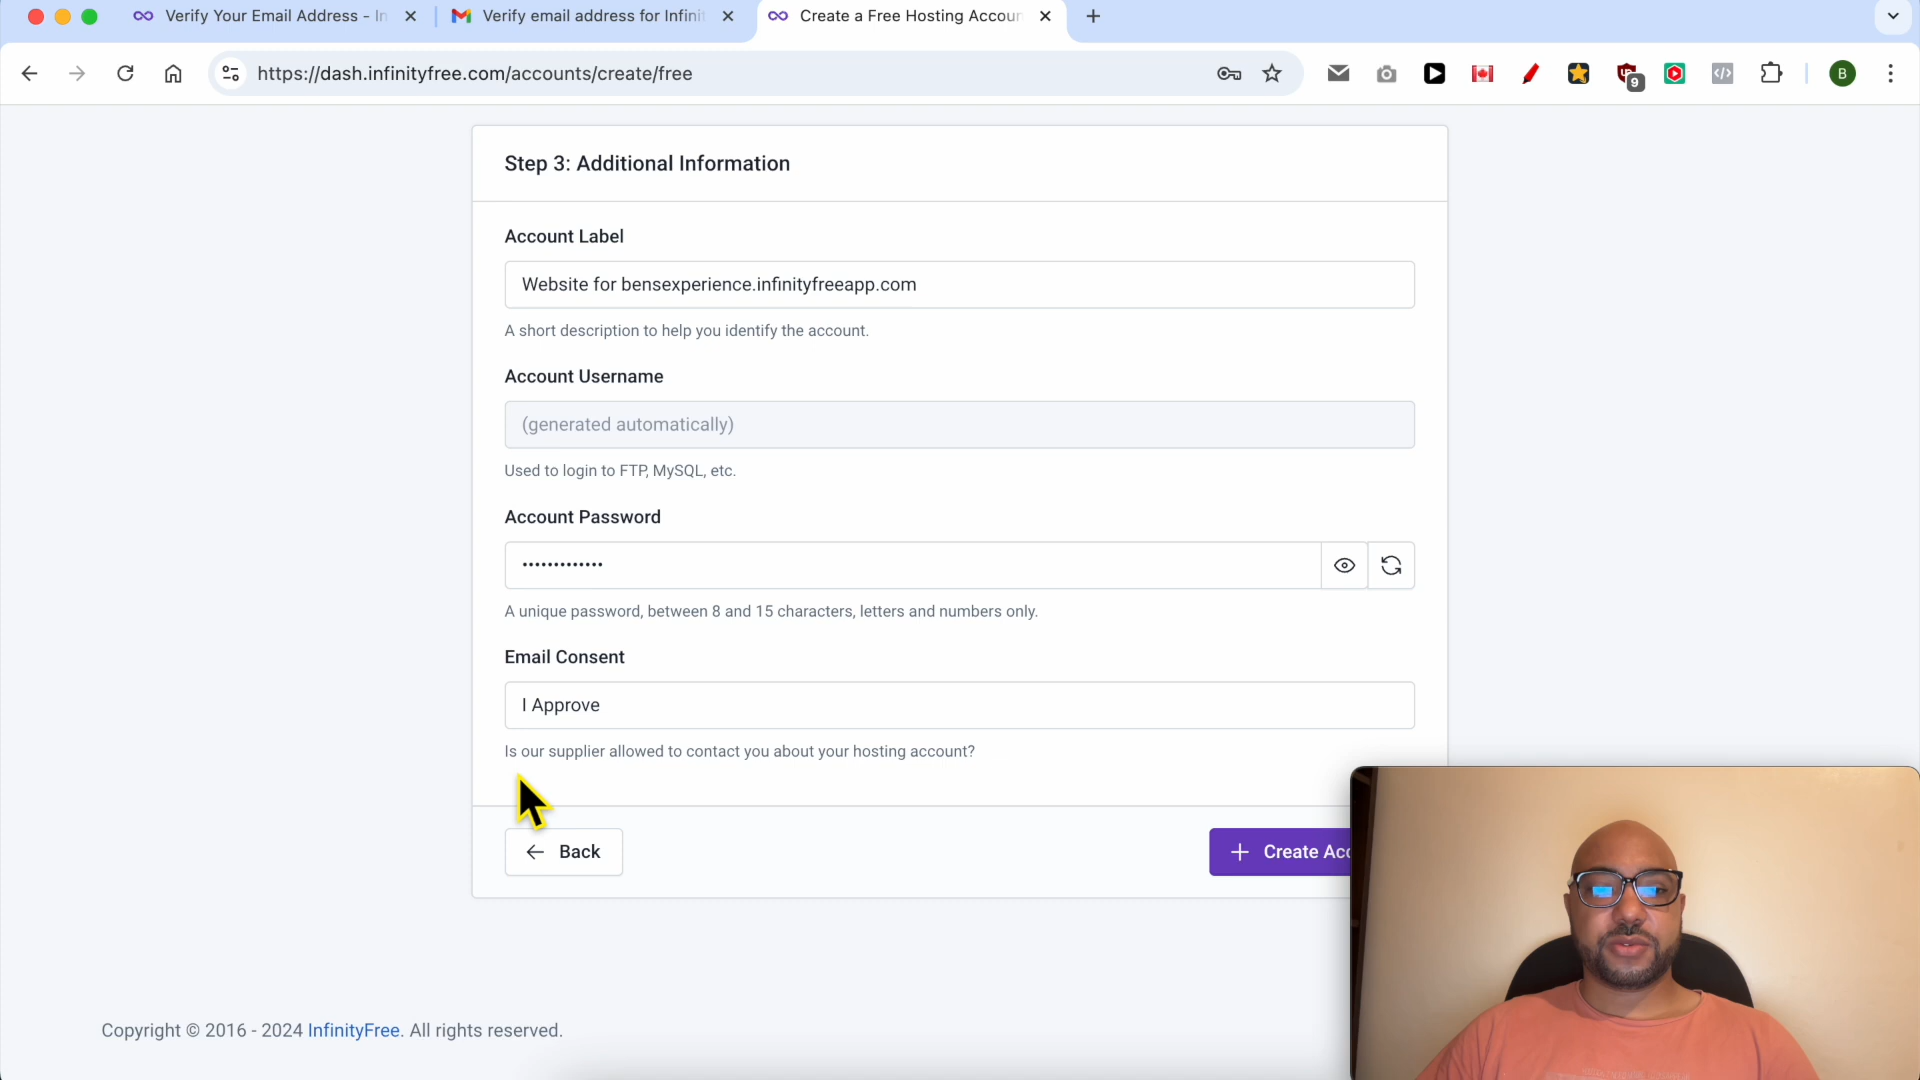 Verify Your Email Address - In
Verify email address for Infinit
Create a Free Hosting Accoun
https://dash.infinityfree.com/accounts/create/free
9
B
Step 3: Additional Information
Account Label
Website for bensexperience.infinityfreeapp.com
A short description to help you identify the account.
Account Username
(generated automatically)
Used to login to FTP, MySQL, etc.
Account Password
•••••••••••••
A unique password, between 8 and 15 characters, letters and numbers only.
Email Consent
I Approve
Is our supplier allowed to contact you about your hosting account?
Back
Create Acc
Copyright © 2016 - 2024 InfinityFree. All rights reserved.